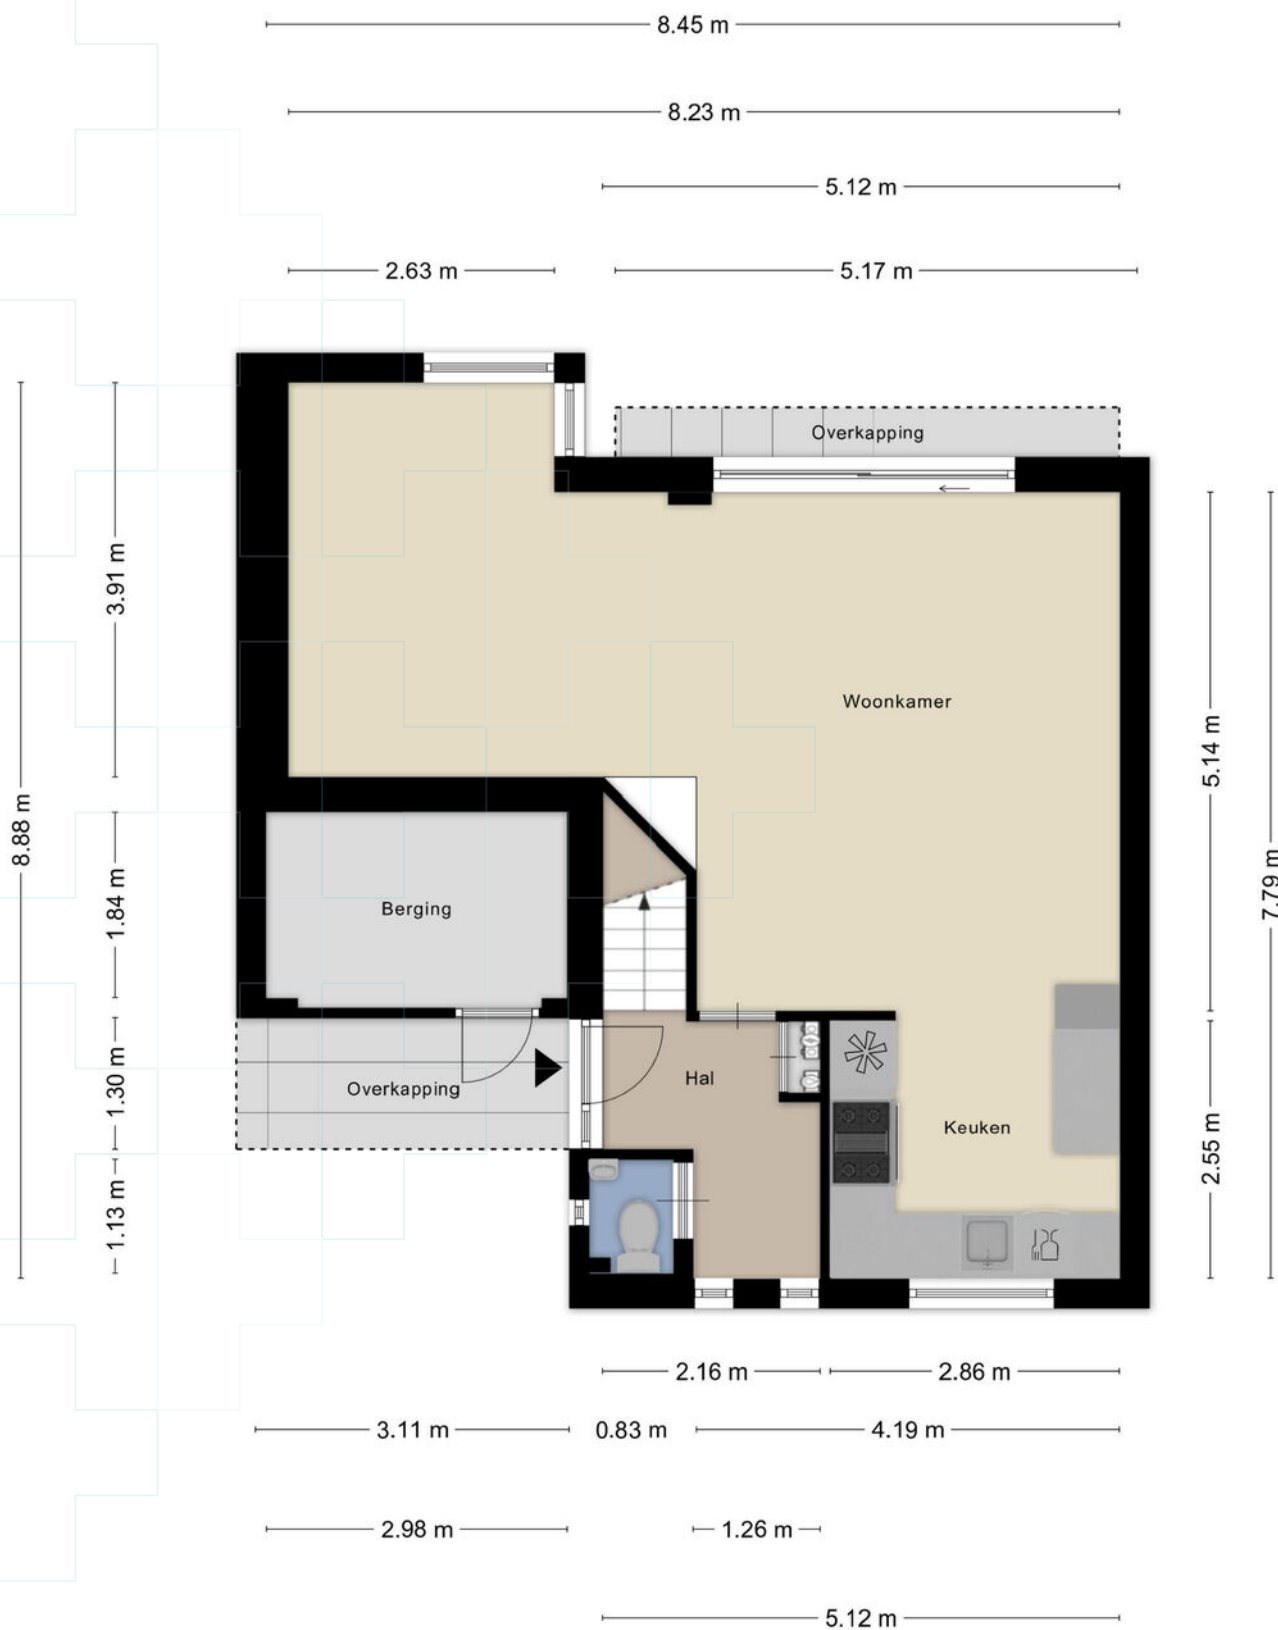 8.45 m
8.23 m
5.12 m
2.63 m
5.17 m
Overkapping
3.91 m
Woonkamer
5.14 m
8.88 m
7.79 m
1.84 m
Berging
Hal
1.30 m
Overkapping
Keuken
2.55 m
1.13 m
2.16 m
2.86 m
3.11 m
0.83 m
4.19 m
2.98 m
1.26 m
5.12 m